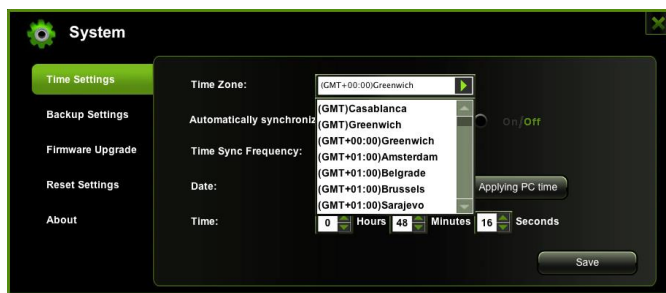 System
Time Settings
Backup Settings
Firmware Upgrade
Reset Settings
About
Time Zone:
(GMT+00:00)Greenwich
(GMT)Casablanca
(GMT)Greenwich
(GMT+00:00)Greenwich
(GMT+01:00)Amsterdam
(GMT+01:00)Belgrade
(GMT+01:00)Brussels
(GMT+01:00)Sarajevo
Automatically
On/Off
Time Sync Frequency:
Date:
Applying PC time
Time:
0 Hours 48 Minutes 16 Seconds
Save